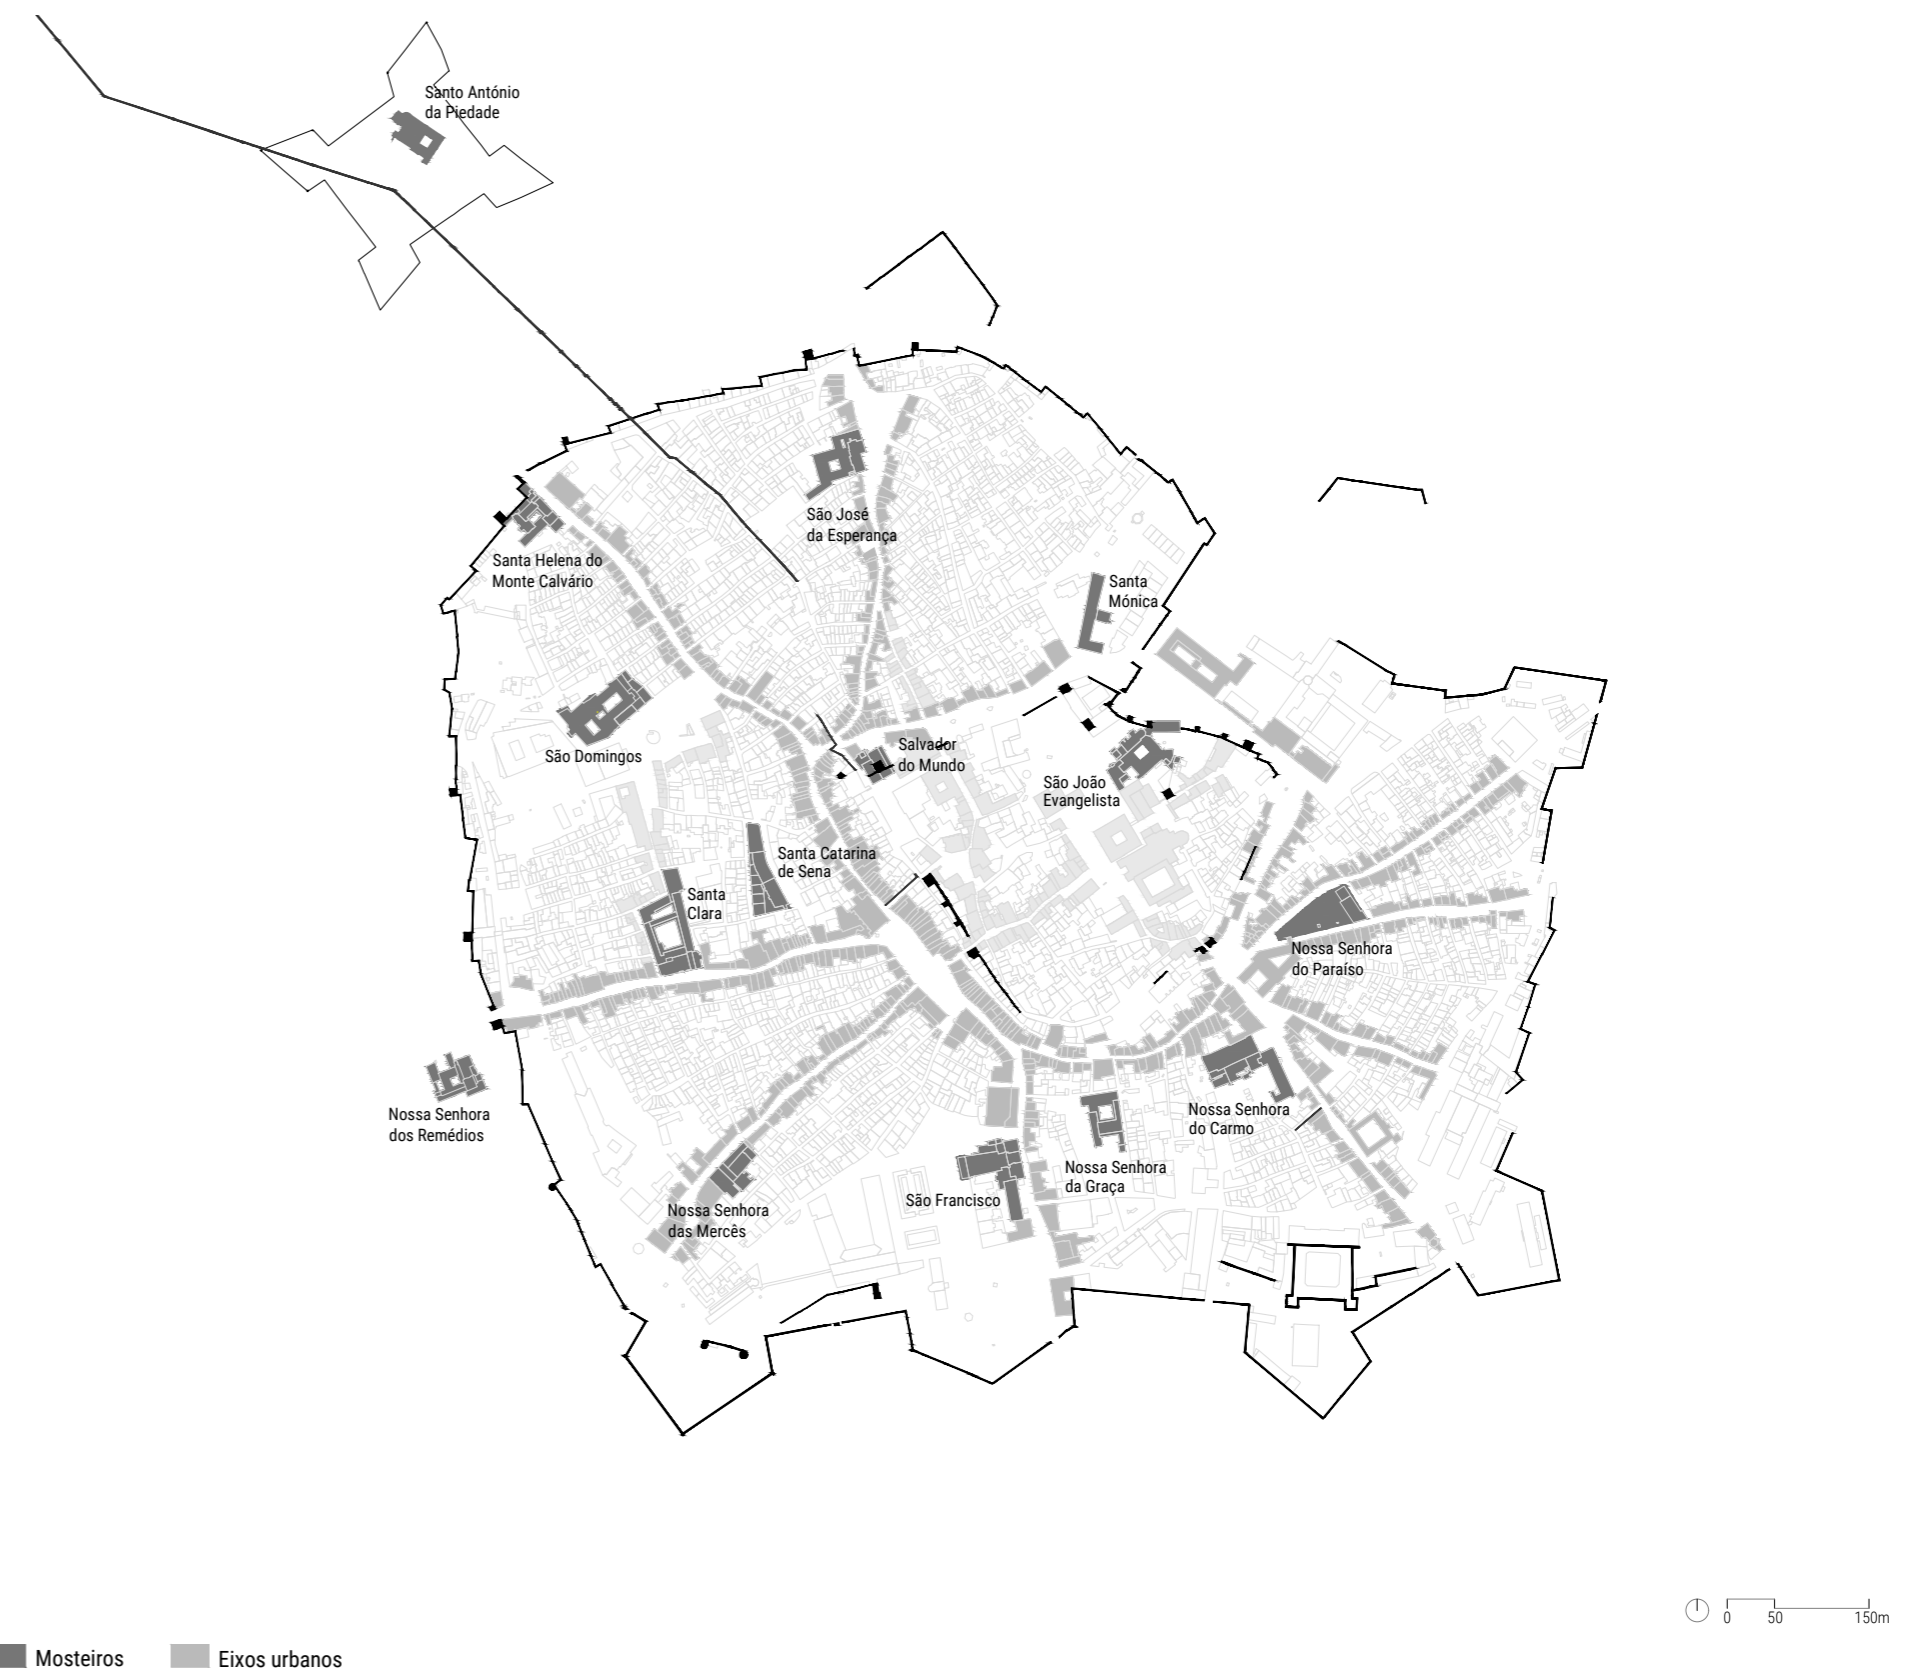 Santo António
da Piedade
São José
da Esperança
Santa Helena do
Monte Calvário
Santa
Mónica
São Domingos
Salvador
do Mundo
São João
Evangelista
Santa Catarina
de Sena
Santa
Clara
Nossa Senhora
do Paraíso
Nossa Senhora
dos Remédios
Nossa Senhora
do Carmo
Nossa Senhora
da Graça
São Francisco
Nossa Senhora
das Mercês
0 50 150m
Mosteiros
Eixos urbanos